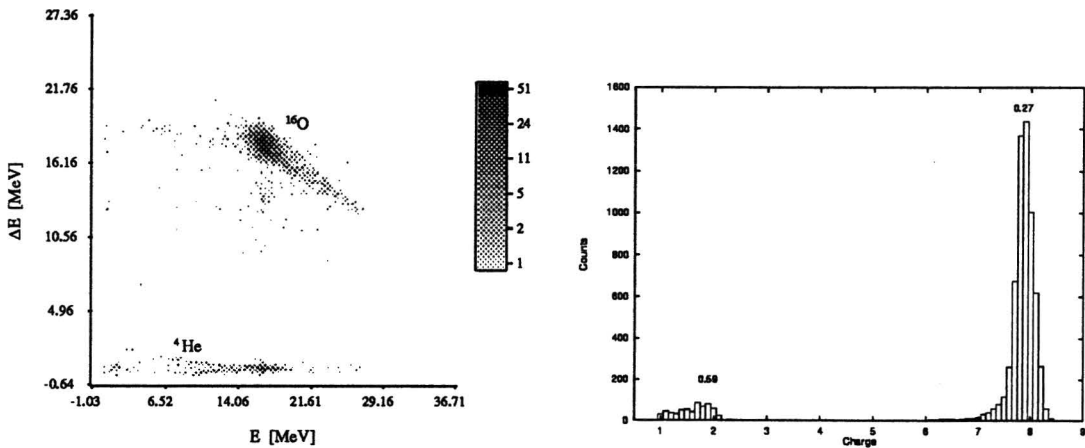 27.36
21.76
16.16
10.56
4.96
-0.64
ΔE [MeV]
¹⁶O
⁴He
-1.03 6.52 14.06 21.61 29.16 36.71
E [MeV]
51
24
11
5
2
1
1600
1400
1200
1000
800
600
400
200
0
Counts
0.59
0.27
1 2 3 4 5 6 7 8 9
Charge